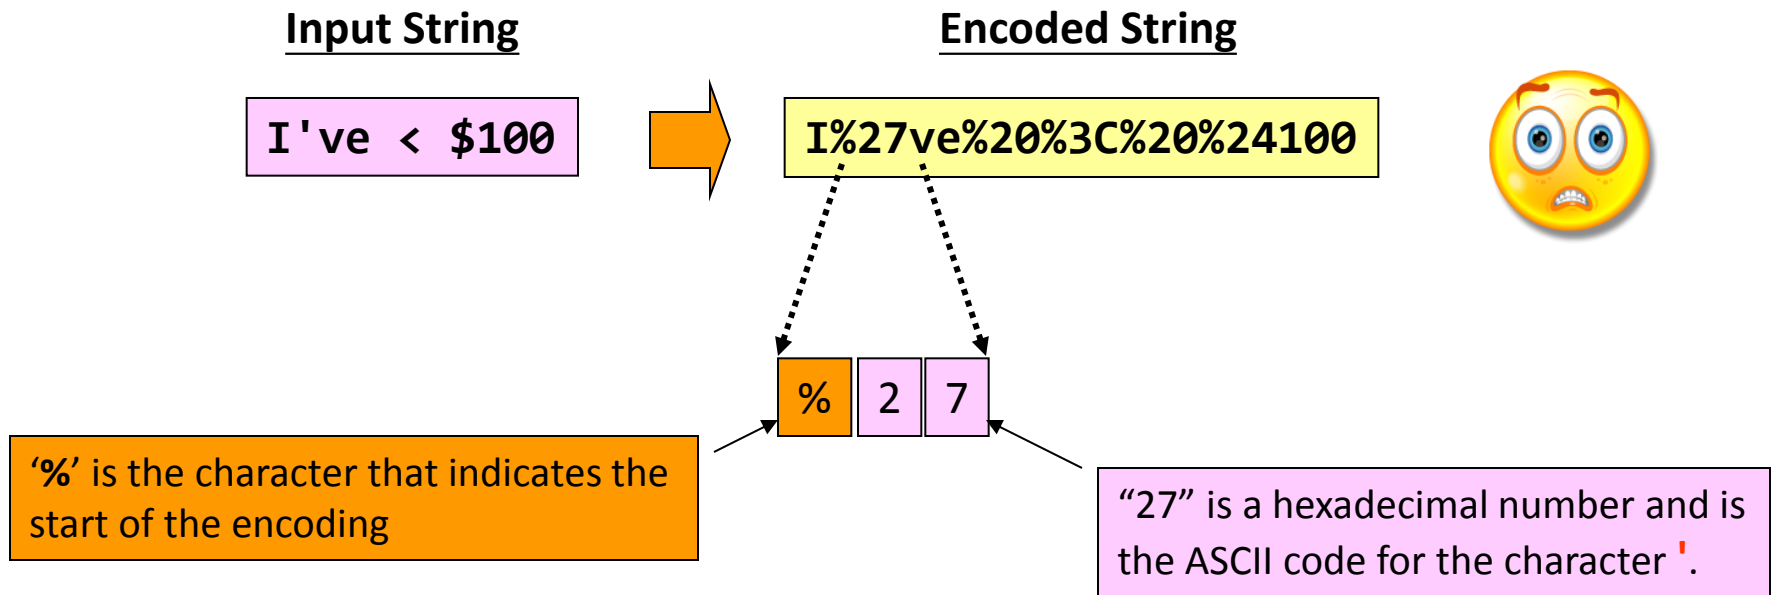 Input String
Encoded String
I've < $100
I%27ve%20%3C%20%24100
% 2 7
‘%’ is the character that indicates the
start of the encoding
“27” is a hexadecimal number and is
the ASCII code for the character '.